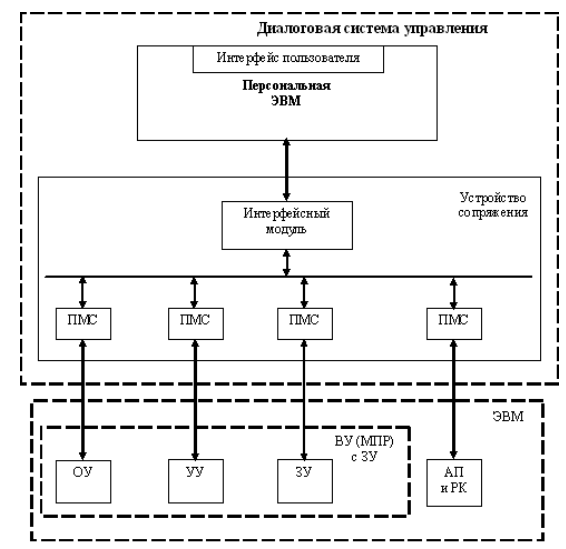 Диалоговая система управления
Интерфейс пользователя
Персональная
ЭВМ
Устройство
сопряжения
Интерфейсный
модуль
ПМС
ПМС
ПМС
ПМС
ЭВМ
ВУ (МПР)
с ЗУ
ОУ
УУ
ЗУ
АП
и РК